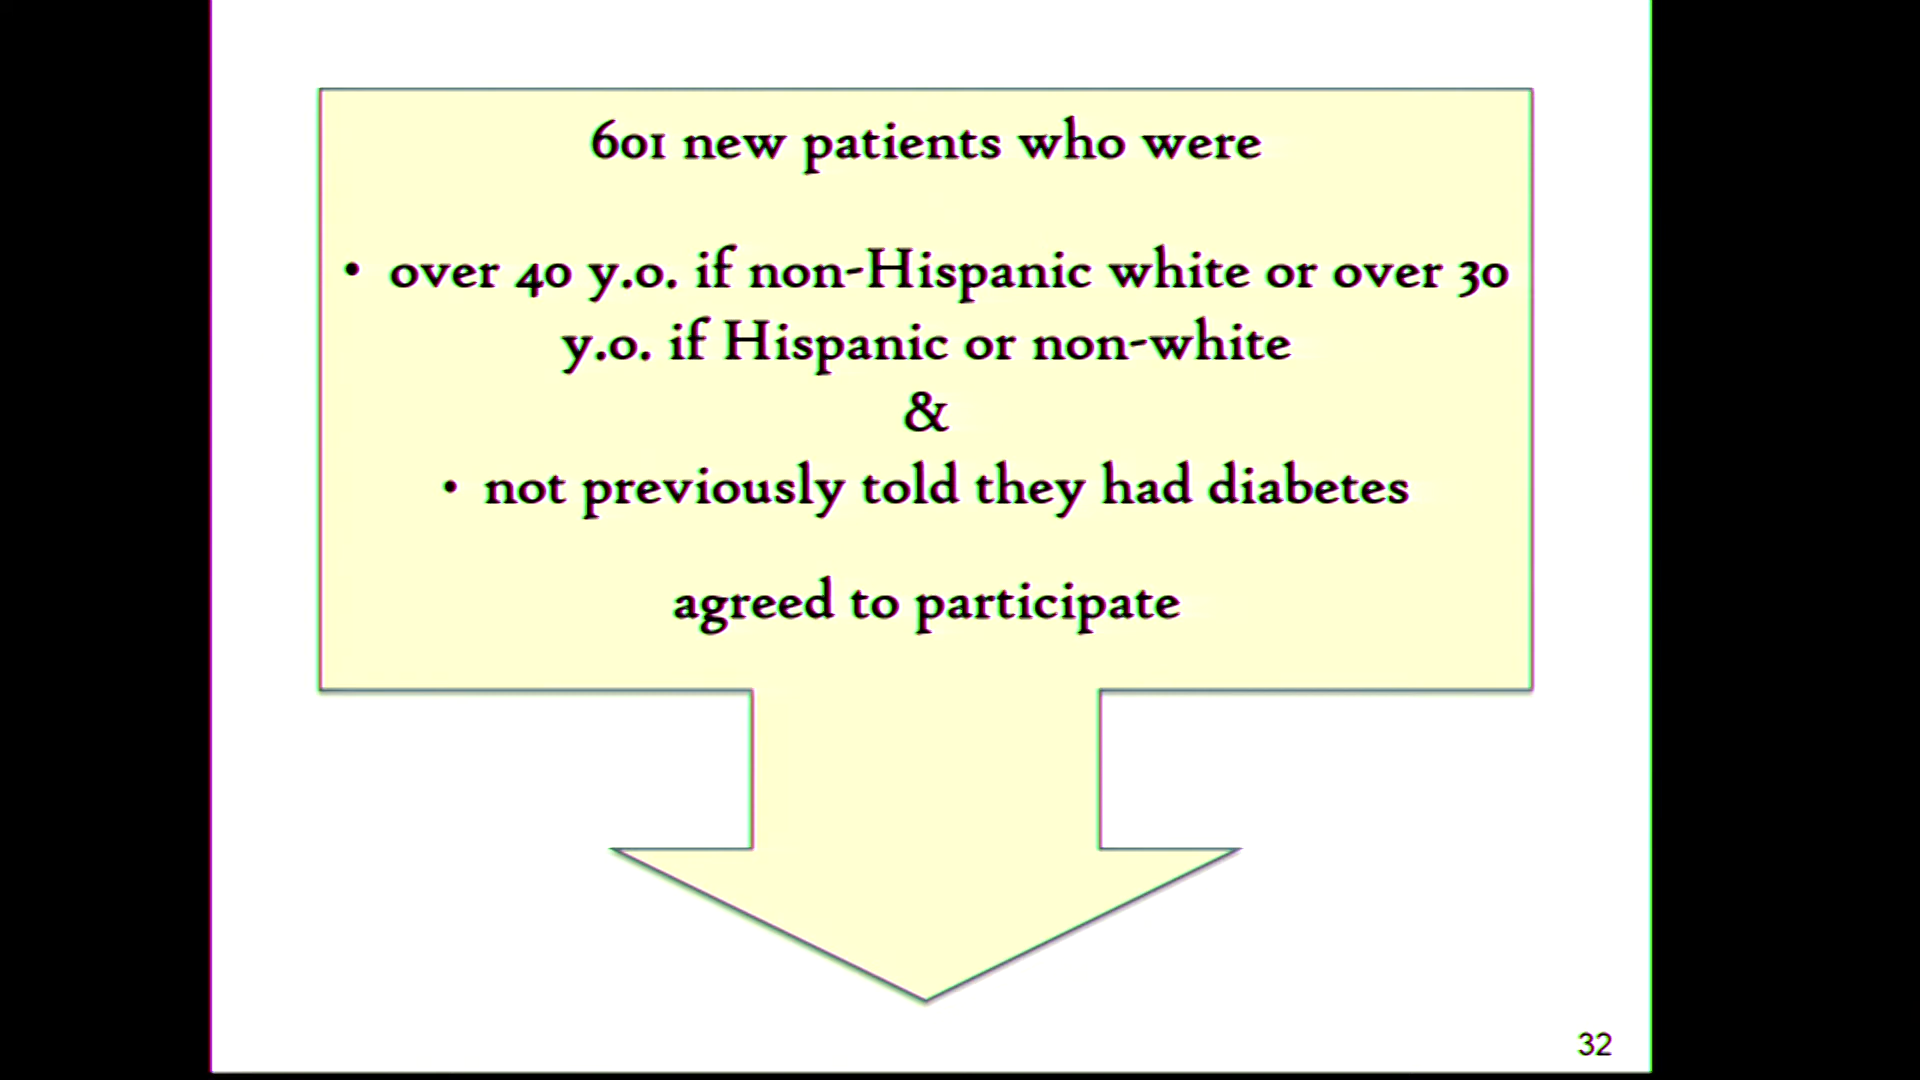 601 new patients who were
• over 40 y.o. if non-Hispanic white or over 30
y.o. if Hispanic or non-white
&
• not previously told they had diabetes
agreed to participate
32